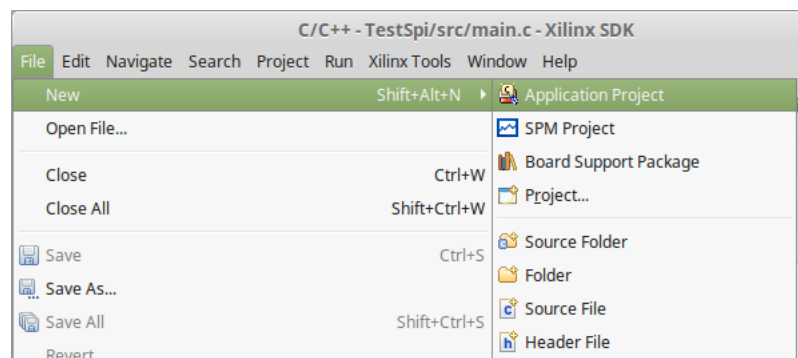 C/C++ - TestSpi/src/main.c - Xilinx SDK
File Edit Navigate Search Project Run Xilinx Tools Window Help
New Shift+Alt+N
Open File...
Close Ctrl+W
Close All Shift+Ctrl+W
Save Ctrl+S
Save As...
Save All Shift+Ctrl+S
Revert
Application Project
SPM Project
Board Support Package
Project...
Source Folder
Folder
Source File
Header File